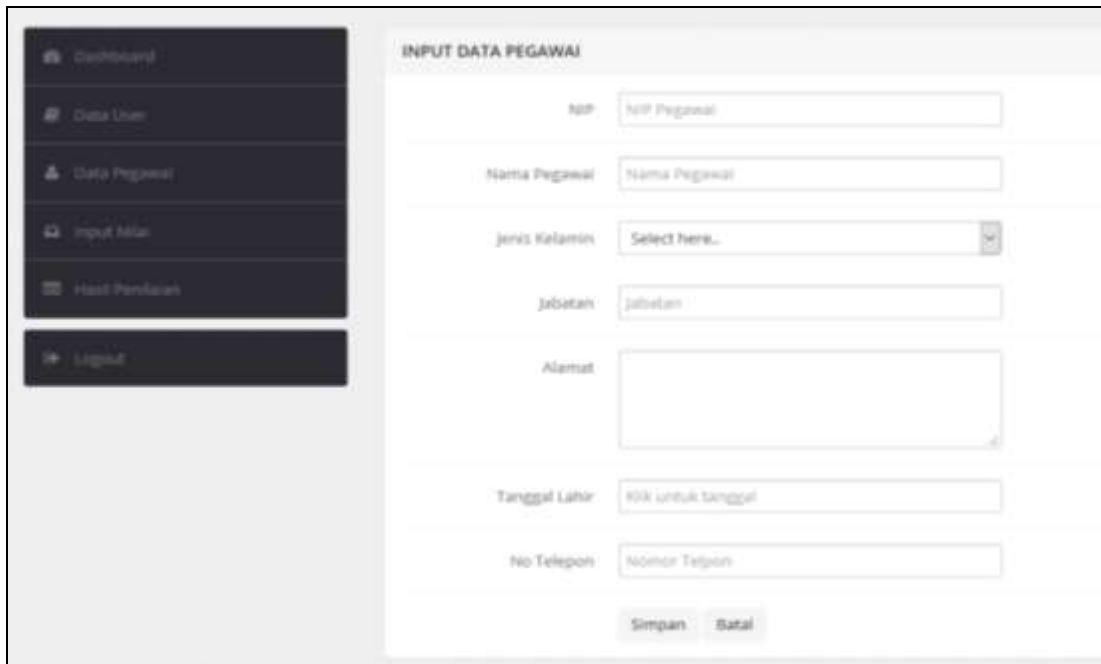 Dashboard
Data User
Data Pegawai
Input Nilai
Hasil Penilaian
Logout
INPUT DATA PEGAWAI
NIP NIP Pegawai
Nama Pegawai Nama Pegawai
Jenis Kelamin Select here...
Jabatan Jabatan
Alamat
Tanggal Lahir Klik untuk tanggal
No Telepon Nomor Telpon
Simpan Batal